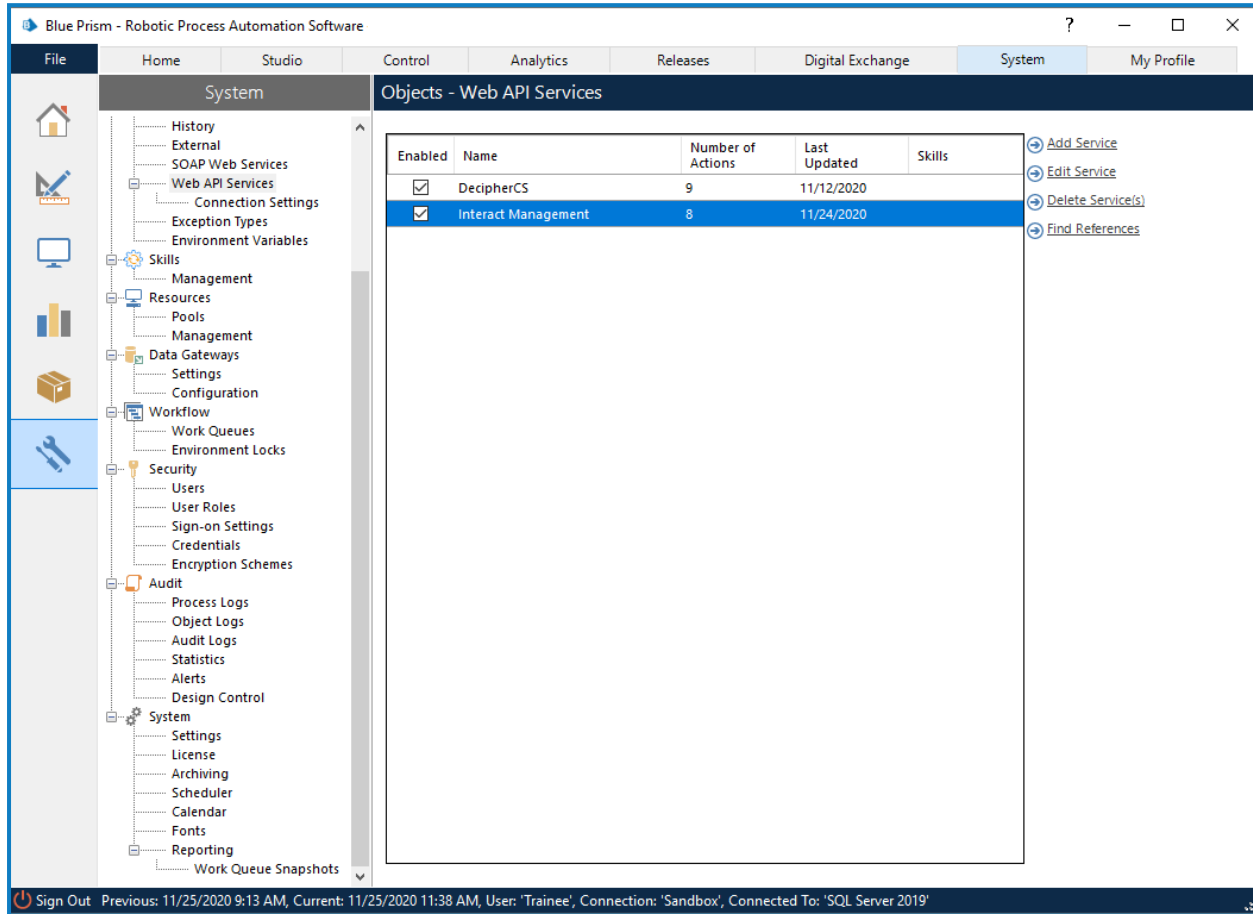 Blue Prism - Robotic Process Automation Software
?
File Home Studio Control Analytics Releases Digital Exchange System My Profile
System
History
External
SOAP Web Services
Web API Services
Connection Settings
Exception Types
Environment Variables
Skills
Management
Resources
Pools
Management
Data Gateways
Settings
Configuration
Workflow
Work Queues
Environment Locks
Security
Users
User Roles
Sign-on Settings
Credentials
Encryption Schemes
Audit
Process Logs
Object Logs
Audit Logs
Statistics
Alerts
Design Control
System
Settings
License
Archiving
Scheduler
Calendar
Fonts
Reporting
Work Queue Snapshots
Objects - Web API Services
Enabled Name Number of Actions Last Updated Skills
DecipherCS 9 11/12/2020
Interact Management 8 11/24/2020
Add Service
Edit Service
Delete Service(s)
Find References
Sign Out Previous: 11/25/2020 9:13 AM, Current: 11/25/2020 11:38 AM, User: 'Trainee', Connection: 'Sandbox', Connected To: 'SQL Server 2019'